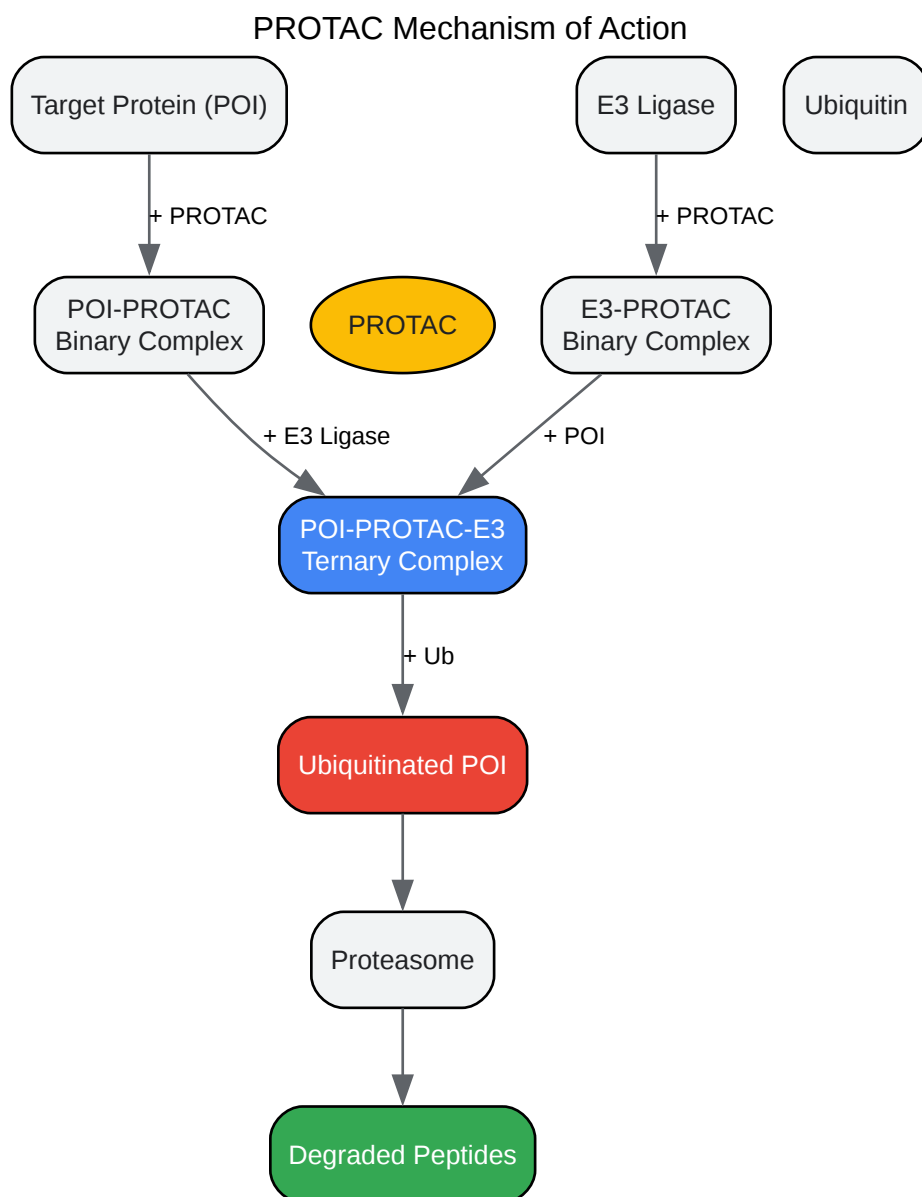 PROTAC Mechanism of Action
Target Protein (POI)
E3 Ligase
Ubiquitin
+ PROTAC
+ PROTAC
POI-PROTAC
Binary Complex
PROTAC
E3-PROTAC
Binary Complex
+ E3 Ligase
+ POI
POI-PROTAC-E3
Ternary Complex
+ Ub
Ubiquitinated POI
Proteasome
Degraded Peptides